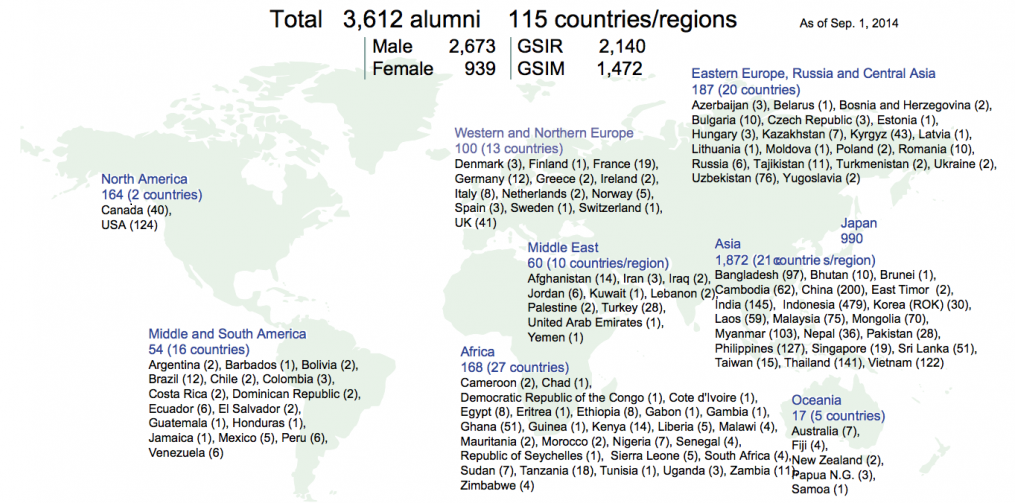 Total 3,612 alumni 115 countries/regions
As of Sep. 1, 2014
Male 2,673 GSIR 2,140
Female 939 GSIM 1,472
Eastern Europe, Russia and Central Asia
187 (20 countries)
Azerbaijan (3), Belarus (1), Bosnia and Herzegovina (2),
Bulgaria (10), Czech Republic (3), Estonia (1),
Hungary (3), Kazakhstan (7), Kyrgyz (43), Latvia (1),
Lithuania (1), Moldova (1), Poland (2), Romania (10),
Russia (6), Tajikistan (11), Turkmenistan (2), Ukraine (2),
Uzbekistan (76), Yugoslavia (2)
Western and Northern Europe
100 (13 countries)
Denmark (3), Finland (1), France (19),
Germany (12), Greece (2), Ireland (2),
Italy (8), Netherlands (2), Norway (5),
Spain (3), Sweden (1), Switzerland (1),
UK (41)
North America
164 (2 countries)
Canada (40),
USA (124)
Japan
990
Middle East
60 (10 countries/region)
Afghanistan (14), Iran (3), Iraq (2),
Jordan (6), Kuwait (1), Lebanon (2),
Palestine (2), Turkey (28),
United Arab Emirates (1),
Yemen (1)
Asia
1,872 (21 countries/region)
Bangladesh (97), Bhutan (10), Brunei (1),
Cambodia (62), China (200), East Timor (2),
India (145), Indonesia (479), Korea (ROK) (30),
Laos (59), Malaysia (75), Mongolia (70),
Myanmar (103), Nepal (36), Pakistan (28),
Philippines (127), Singapore (19), Sri Lanka (51),
Taiwan (15), Thailand (141), Vietnam (122)
Middle and South America
54 (16 countries)
Argentina (2), Barbados (1), Bolivia (2),
Brazil (12), Chile (2), Colombia (3),
Costa Rica (2), Dominican Republic (2),
Ecuador (6), El Salvador (2),
Guatemala (1), Honduras (1),
Jamaica (1), Mexico (5), Peru (6),
Venezuela (6)
Africa
168 (27 countries)
Cameroon (2), Chad (1),
Democratic Republic of the Congo (1), Cote d'Ivoire (1),
Egypt (8), Eritrea (1), Ethiopia (8), Gabon (1), Gambia (1),
Ghana (51), Guinea (1), Kenya (14), Liberia (5), Malawi (4),
Mauritania (2), Morocco (2), Nigeria (7), Senegal (4),
Republic of Seychelles (1), Sierra Leone (5), South Africa (4),
Sudan (7), Tanzania (18), Tunisia (1), Uganda (3), Zambia (11),
Zimbabwe (4)
Oceania
17 (5 countries)
Australia (7),
Fiji (4),
New Zealand (2),
Papua N.G. (3),
Samoa (1)